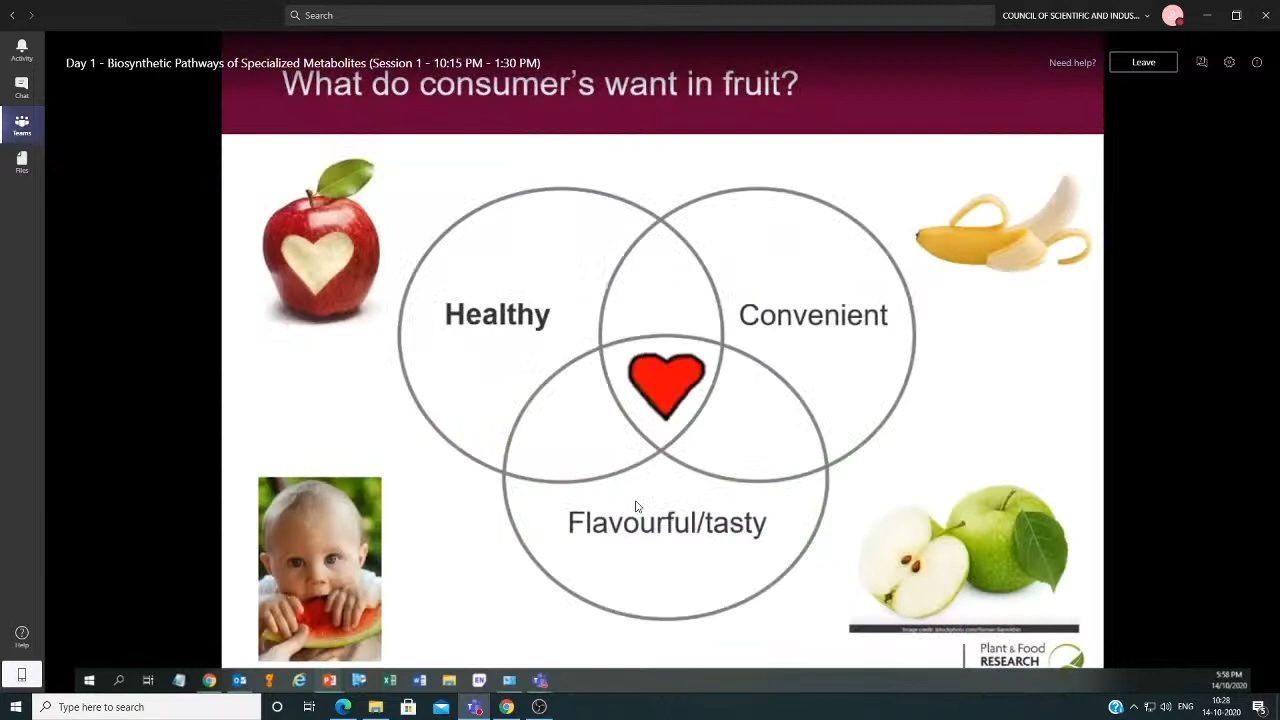 Search
COUNCIL OF SCIENTIFIC AND INDUS...
Activity
Chat
Teams
Files
Help
Day 1 - Biosynthetic Pathways of Specialized Metabolites (Session 1 - 10:15 PM - 1:30 PM)
Need help?
Leave
What do consumer's want in fruit?
Healthy
Convenient
Flavourful/tasty
Plant & Food
RESEARCH
EN
5:58 PM
14/10/2020
Type here to search
ENG
10:28
14-10-2020